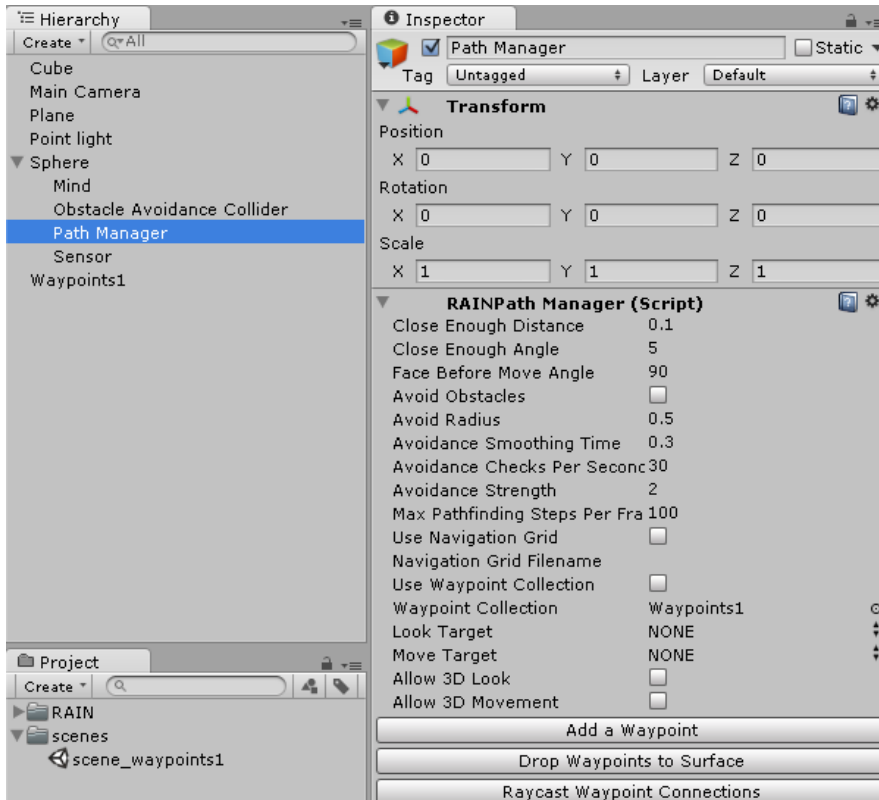 Hierarchy
Create
All
Cube
Main Camera
Plane
Point light
Sphere
Mind
Obstacle Avoidance Collider
Path Manager
Sensor
Waypoints1
Project
Create
RAIN
scenes
scene_waypoints1
Inspector
Path Manager Static
Tag Untagged Layer Default
Transform
Position
X 0 Y 0 Z 0
Rotation
X 0 Y 0 Z 0
Scale
X 1 Y 1 Z 1
RAINPath Manager (Script)
Close Enough Distance 0.1
Close Enough Angle 5
Face Before Move Angle 90
Avoid Obstacles
Avoid Radius 0.5
Avoidance Smoothing Time 0.3
Avoidance Checks Per Second 30
Avoidance Strength 2
Max Pathfinding Steps Per Fra 100
Use Navigation Grid
Navigation Grid Filename
Use Waypoint Collection
Waypoint Collection Waypoints1
Look Target NONE
Move Target NONE
Allow 3D Look
Allow 3D Movement
Add a Waypoint
Drop Waypoints to Surface
Raycast Waypoint Connections